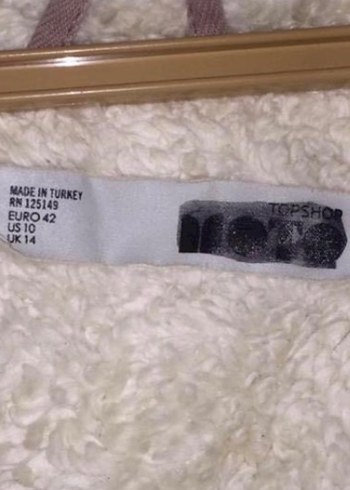 MADE IN TURKEY
RN 125149
EURO 42
US 10
UK 14
TOPSHOP